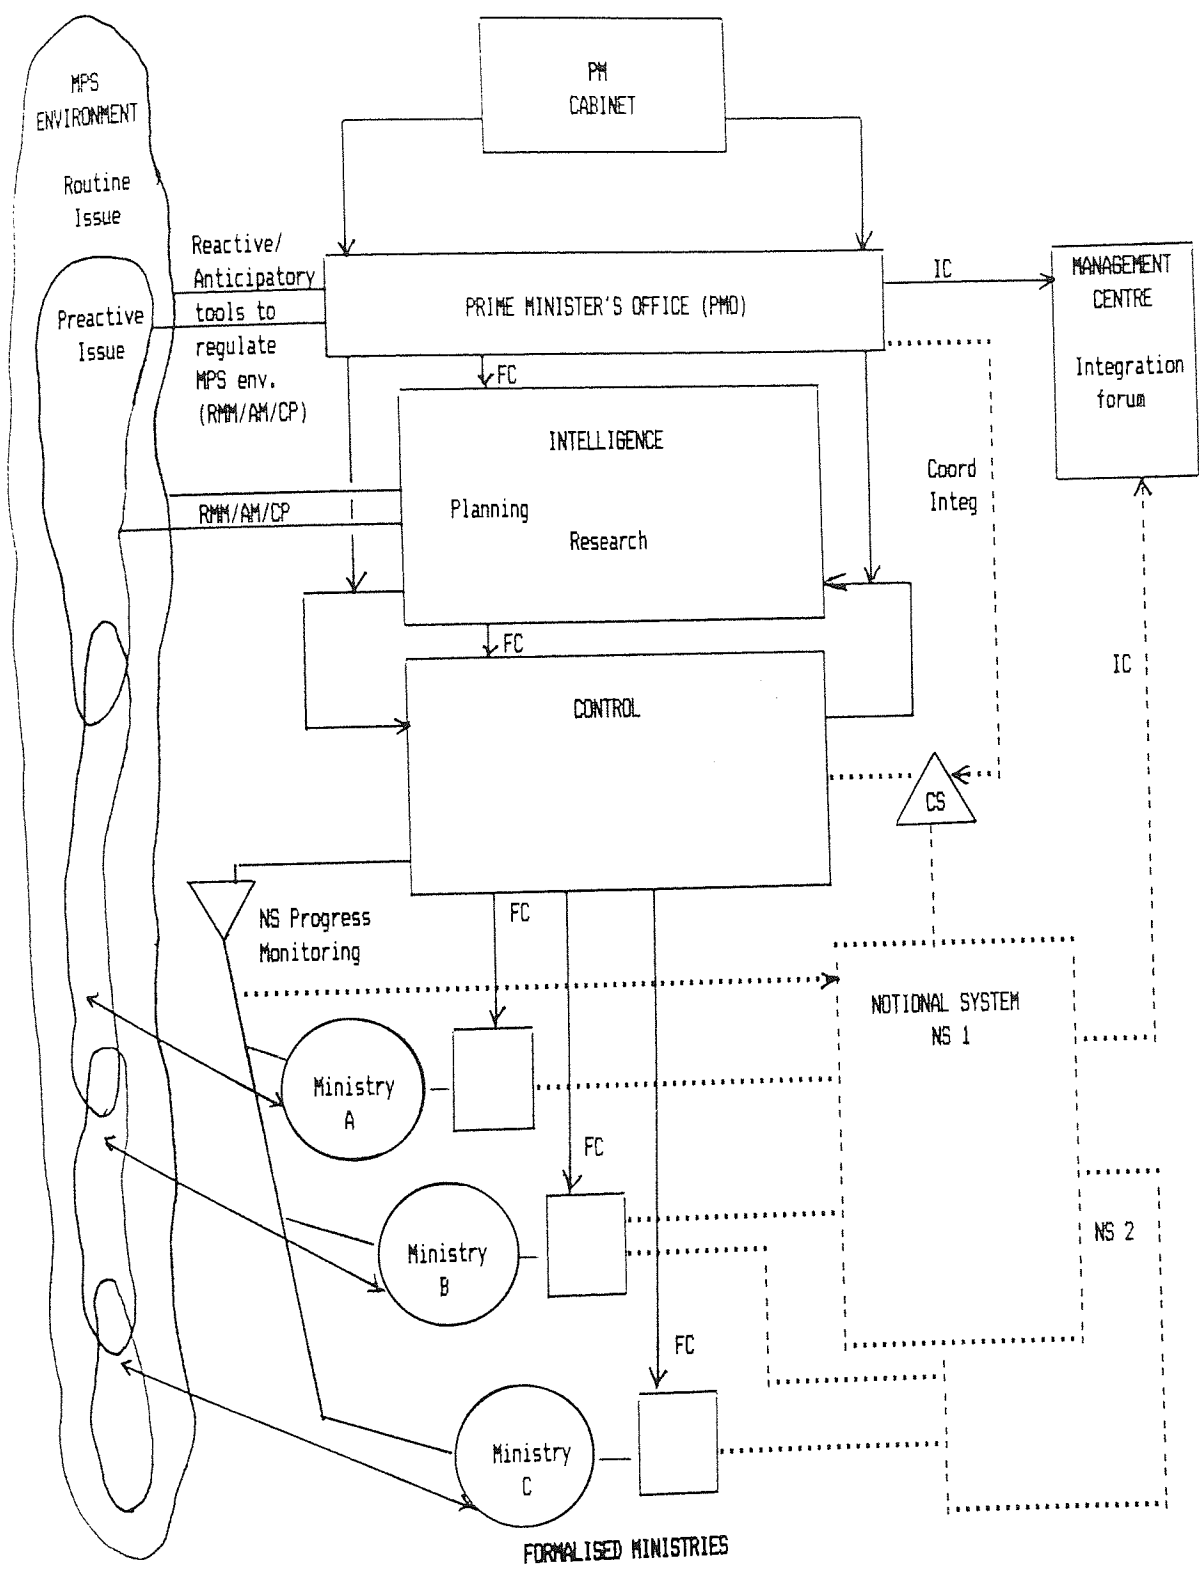 PM
CABINET
MPS
ENVIRONMENT
Routine
Issue
Preactive
Issue
Reactive/
Anticipatory
tools to
regulate
MPS env.
(RMM/AM/CP)
PRIME MINISTER'S OFFICE (PMO)
IC
MANAGEMENT
CENTRE
Integration
forum
FC
INTELLIGENCE
Planning
Research
RMM/AM/CP
Coord
Integ
FC
CONTROL
IC
CS
NS Progress
Monitoring
FC
NOTIONAL SYSTEM
NS 1
Ministry
A
FC
Ministry
B
NS 2
FC
Ministry
C
FORMALISED MINISTRIES